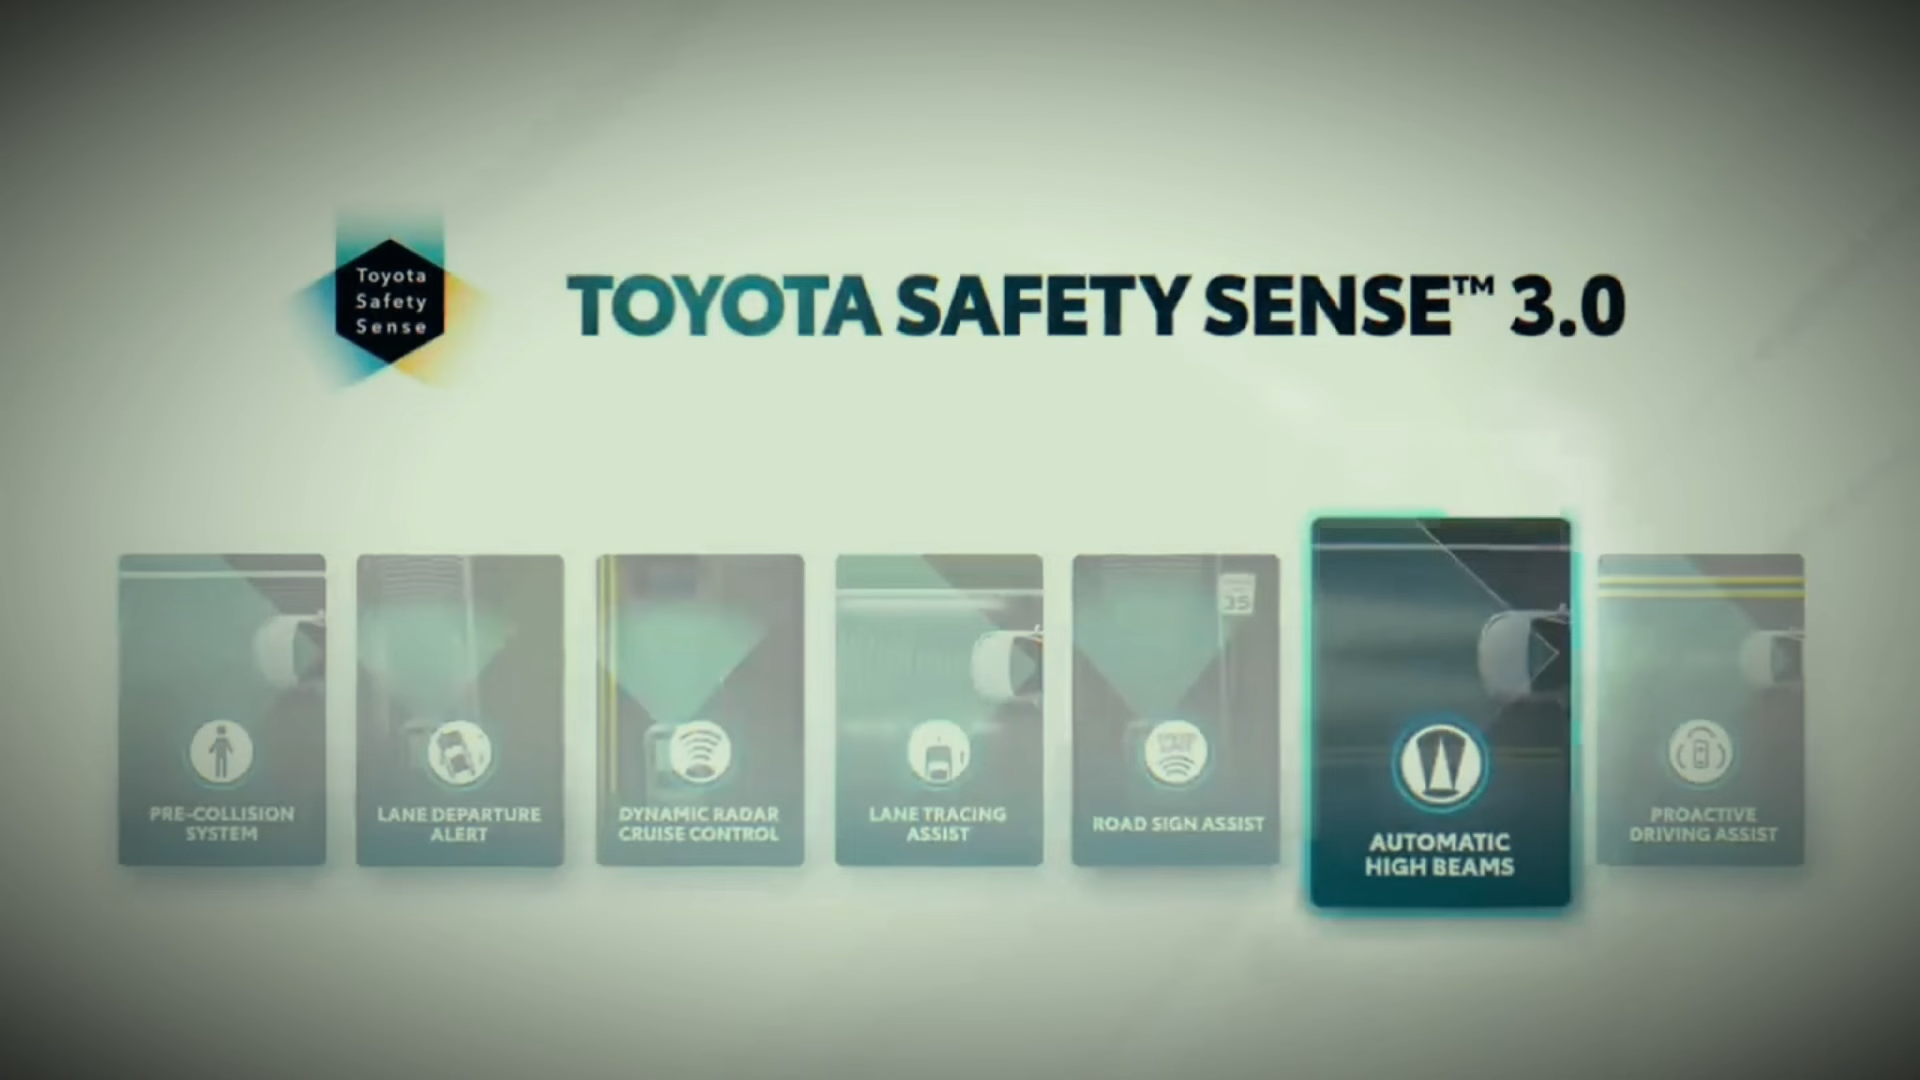 Toyota
Safety
Sense
TOYOTA SAFETY SENSE™ 3.0
35
PRE-COLLISION
SYSTEM
LANE DEPARTURE
ALERT
DYNAMIC RADAR
CRUISE CONTROL
LANE TRACING
ASSIST
ROAD SIGN ASSIST
AUTOMATIC
HIGH BEAMS
PROACTIVE
DRIVING ASSIST